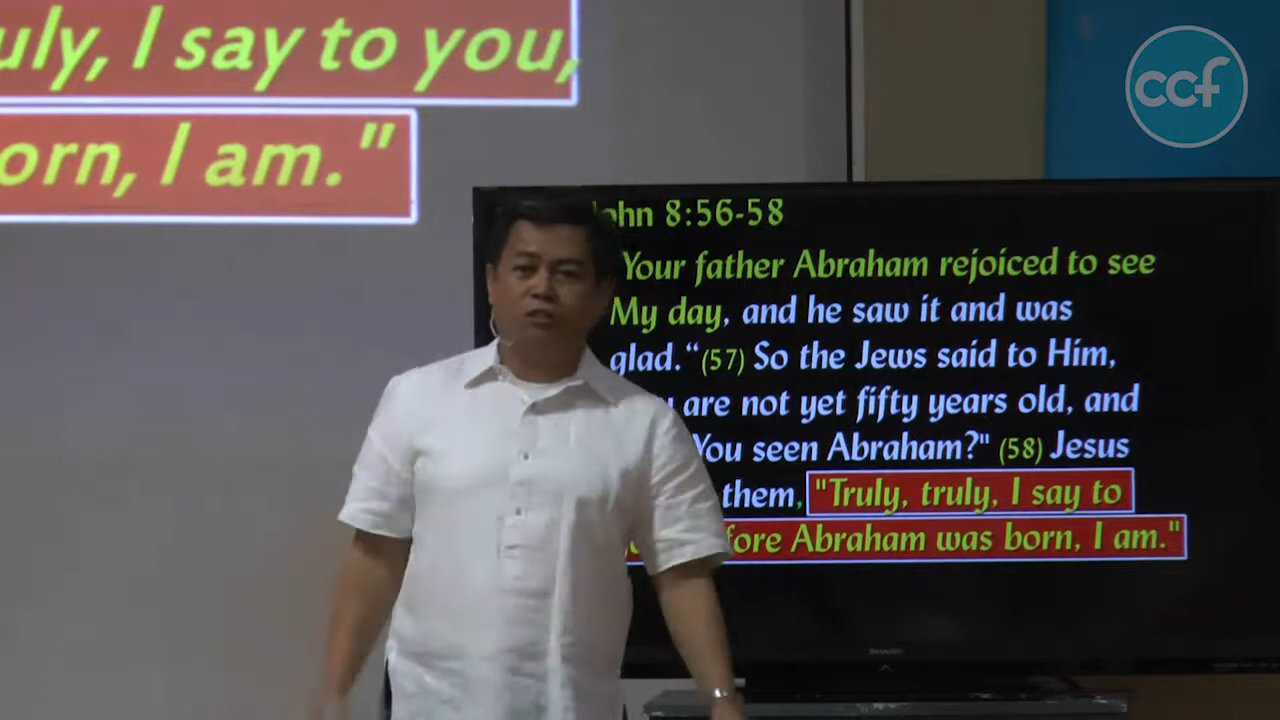 uly, I say to you,
orn, I am."
ccf
John 8:56-58
Your father Abraham rejoiced to see
My day, and he saw it and was
glad."(57) So the Jews said to Him,
are not yet fifty years old, and
You seen Abraham?" (58) Jesus
them, "Truly, truly, I say to
fore Abraham was born, I am."
SHARP